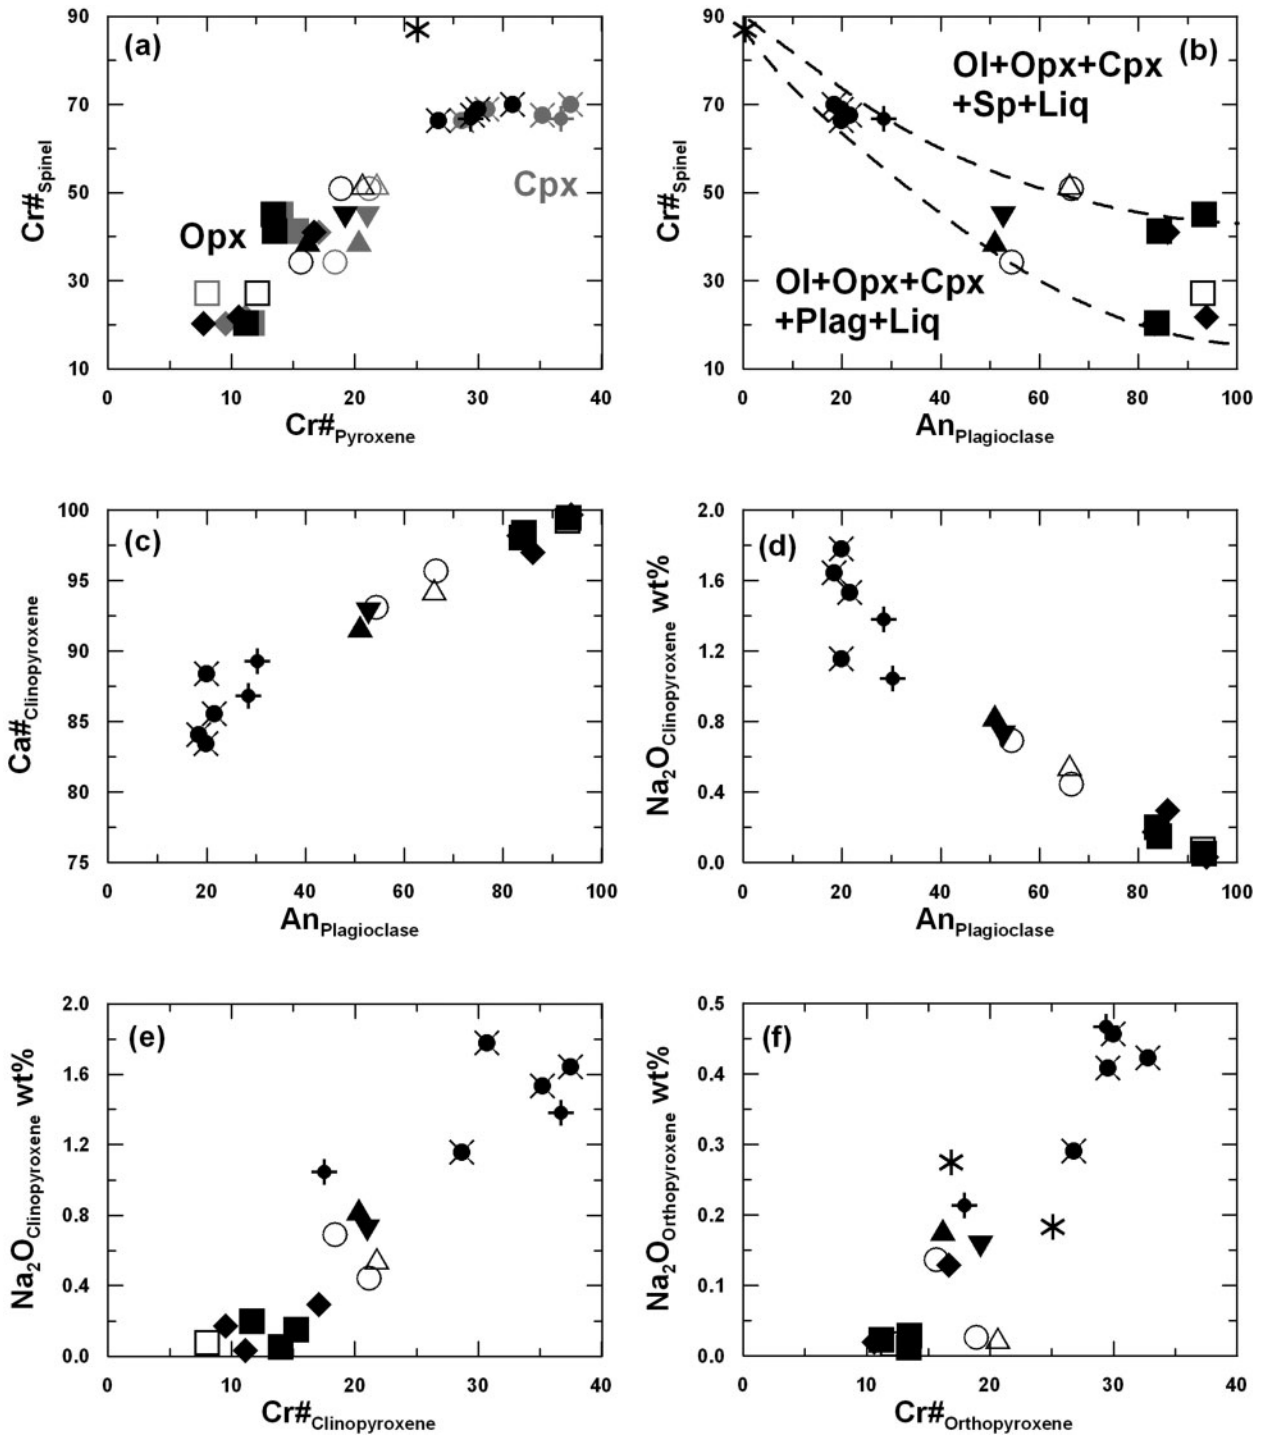 (a)
90
70
50
30
10
Cr#Spinel
Opx
Cpx
0 10 20 30 40
Cr#Pyroxene
(b)
90
70
50
30
10
Cr#Spinel
Ol+Opx+Cpx
+Sp+Liq
Ol+Opx+Cpx
+Plag+Liq
0 20 40 60 80 100
AnPlagioclase
(c)
100
95
90
85
80
75
Ca#Clinopyroxene
0 20 40 60 80 100
AnPlagioclase
(d)
2.0
1.6
1.2
0.8
0.4
0.0
Na2OClinopyroxene wt%
0 20 40 60 80 100
AnPlagioclase
(e)
2.0
1.6
1.2
0.8
0.4
0.0
Na2OClinopyroxene wt%
0 10 20 30 40
Cr#Clinopyroxene
(f)
0.5
0.4
0.3
0.2
0.1
0.0
Na2OOrthopyroxene wt%
0 10 20 30 40
Cr#Orthopyroxene